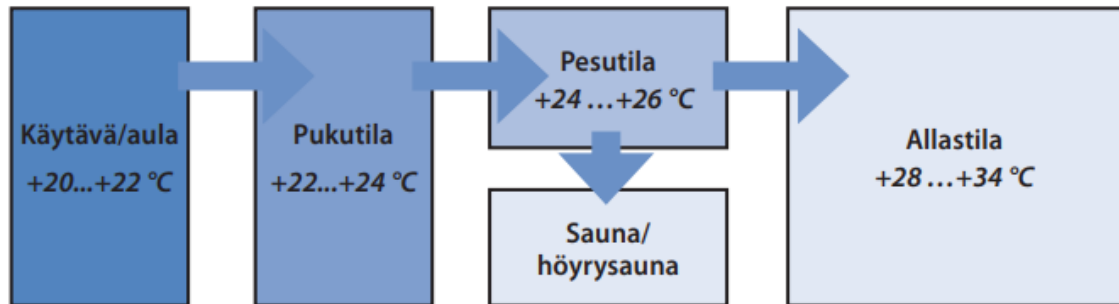 Käytävä/aula
+20...+22 °C
Pukutila
+22...+24 °C
Pesutila
+24 ...+26 °C
Sauna/
höyrysauna
Allastila
+28 ...+34 °C